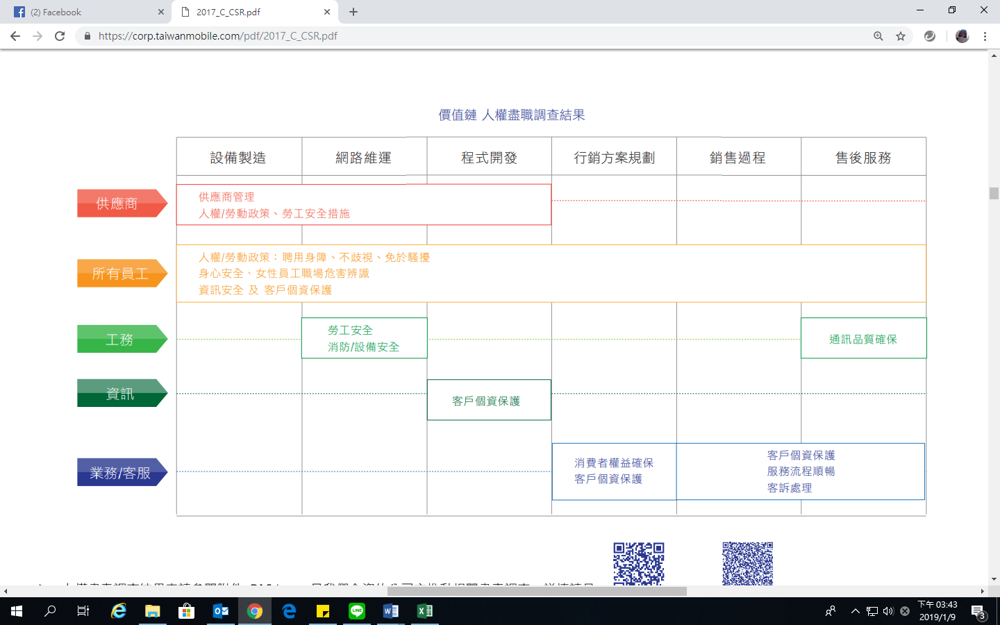 (2) Facebook
2017_C_CSR.pdf
https://corp.taiwanmobile.com/pdf/2017_C_CSR.pdf
價值鏈 人權盡職調查結果
設備製造 網路維運 程式開發 行銷方案規劃 銷售過程 售後服務
供應商
供應商管理
人權/勞動政策、勞工安全措施
所有員工
人權/勞動政策：聘用身障、不歧視、免於騷擾
身心安全、女性員工職場危害辨識
資訊安全 及 客戶個資保護
工務
勞工安全
消防/設備安全
通訊品質確保
資訊
客戶個資保護
業務/客服
消費者權益確保
客戶個資保護
客戶個資保護
服務流程順暢
客訴處理
下午 03:43
2019/1/9
3